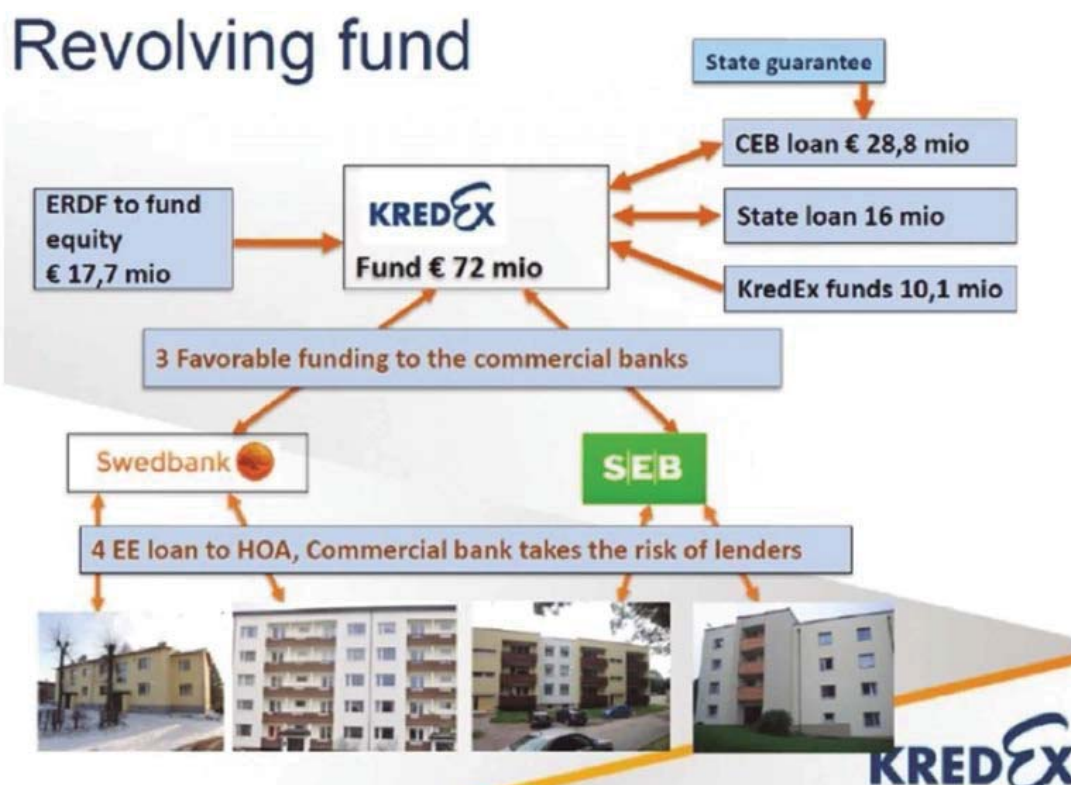 Revolving fund
State guarantee
CEB loan € 28,8 mio
ERDF to fund
equity
€ 17,7 mio
KREDEX
Fund € 72 mio
State loan 16 mio
KredEx funds 10,1 mio
3 Favorable funding to the commercial banks
Swedbank
S|E|B
4 EE loan to HOA, Commercial bank takes the risk of lenders
KREDEX